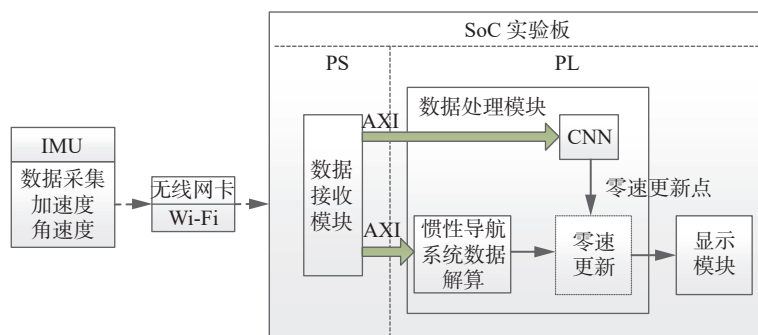 SoC 实验板
PS
PL
IMU
数据采集
加速度
角速度
无线网卡
Wi-Fi
数据
接收
模块
AXI
AXI
数据处理模块
CNN
零速更新点
惯性导航
系统数据
解算
零速
更新
显示
模块